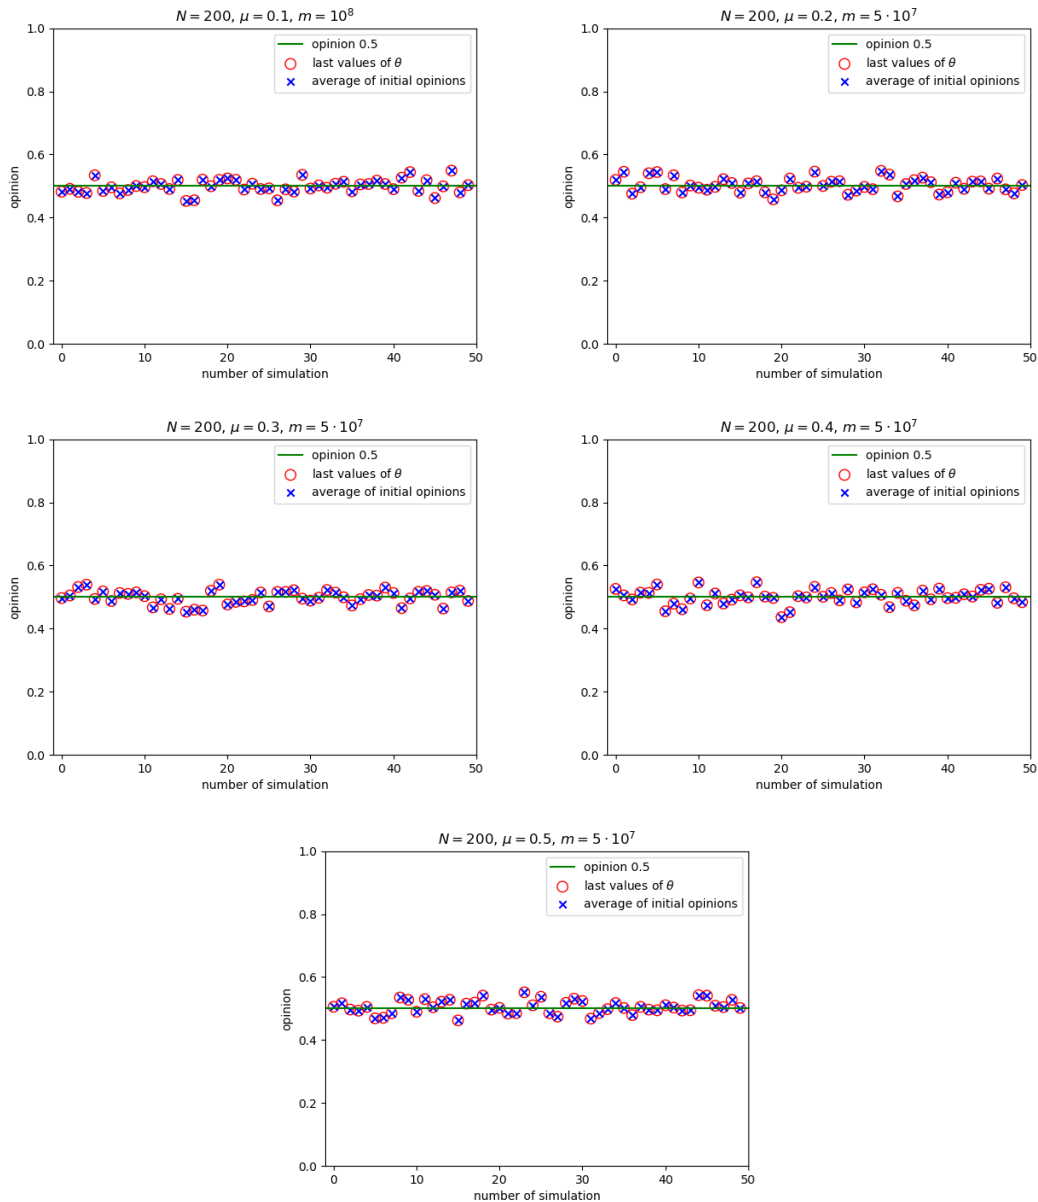 N = 200, μ = 0.1, m = 10⁸
opinion 0.5
last values of θ
average of initial opinions
1.0
0.8
0.6
0.4
0.2
0.0
opinion
0 10 20 30 40 50
number of simulation
N = 200, μ = 0.2, m = 5 · 10⁷
opinion 0.5
last values of θ
average of initial opinions
1.0
0.8
0.6
0.4
0.2
0.0
opinion
0 10 20 30 40 50
number of simulation
N = 200, μ = 0.3, m = 5 · 10⁷
opinion 0.5
last values of θ
average of initial opinions
1.0
0.8
0.6
0.4
0.2
0.0
opinion
0 10 20 30 40 50
number of simulation
N = 200, μ = 0.4, m = 5 · 10⁷
opinion 0.5
last values of θ
average of initial opinions
1.0
0.8
0.6
0.4
0.2
0.0
opinion
0 10 20 30 40 50
number of simulation
N = 200, μ = 0.5, m = 5 · 10⁷
opinion 0.5
last values of θ
average of initial opinions
1.0
0.8
0.6
0.4
0.2
0.0
opinion
0 10 20 30 40 50
number of simulation